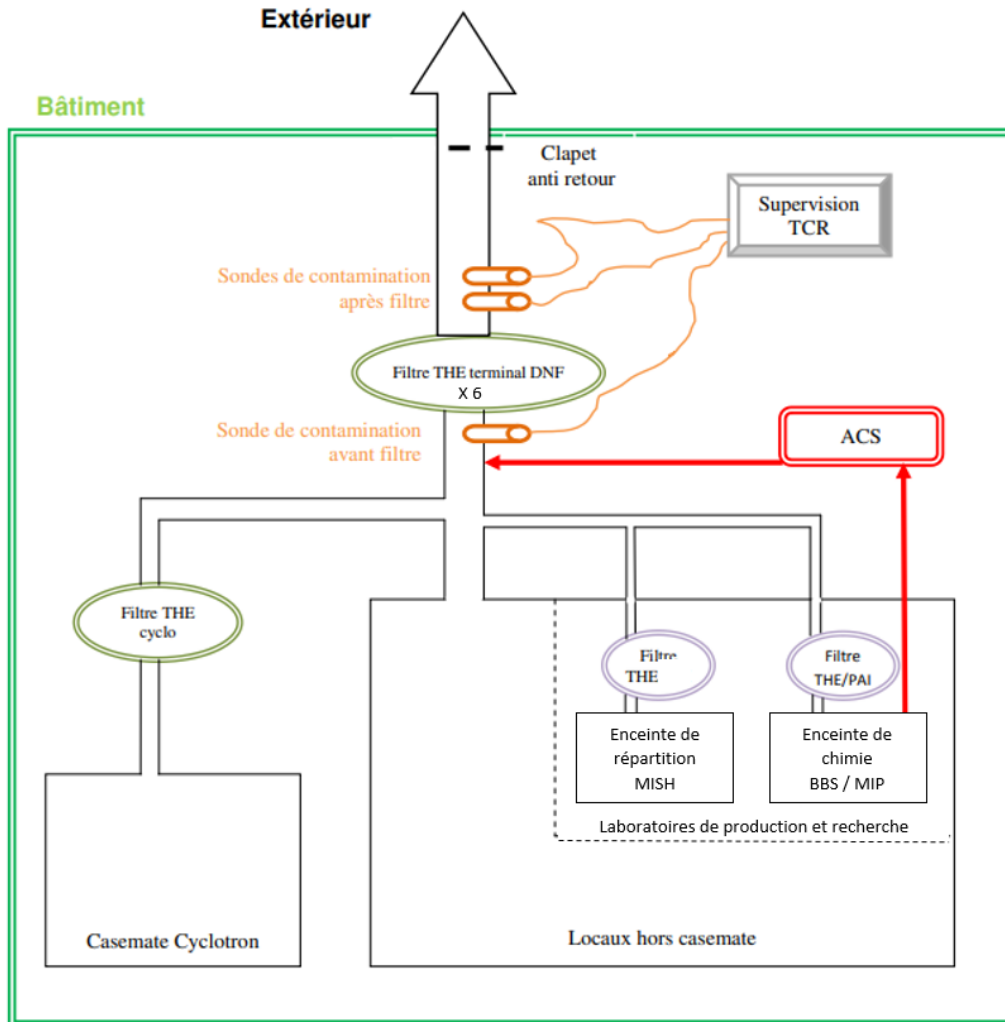 Extérieur
Bâtiment
Clapet
anti retour
Supervision
TCR
Sondes de contamination
après filtre
Filtre THE terminal DNF
X 6
Sonde de contamination
avant filtre
ACS
Filtre THE
cyclo
Filtre
THE
Filtre
THE/PAI
Enceinte de
répartition
MISH
Enceinte de
chimie
BBS / MIP
Laboratoires de production et recherche
Casemate Cyclotron
Locaux hors casemate